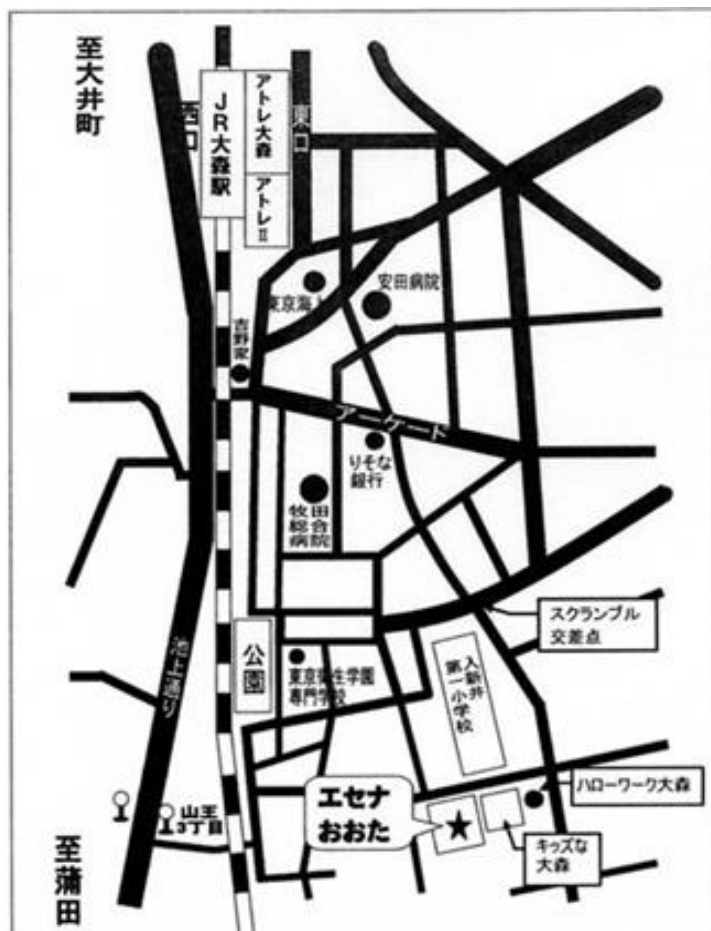 至大井町
西口
JR大森駅
アトレ大森
アトレⅡ
東口
東京海上
安田病院
吉野家
アーケード
りそな
銀行
牧田
総合
病院
スクランブル
交差点
池上通り
公園
東京衛生学園
専門学校
入新井
第一小学校
ハローワーク大森
エセナ
おおた
キッズな
大森
山王
3丁目
至蒲田